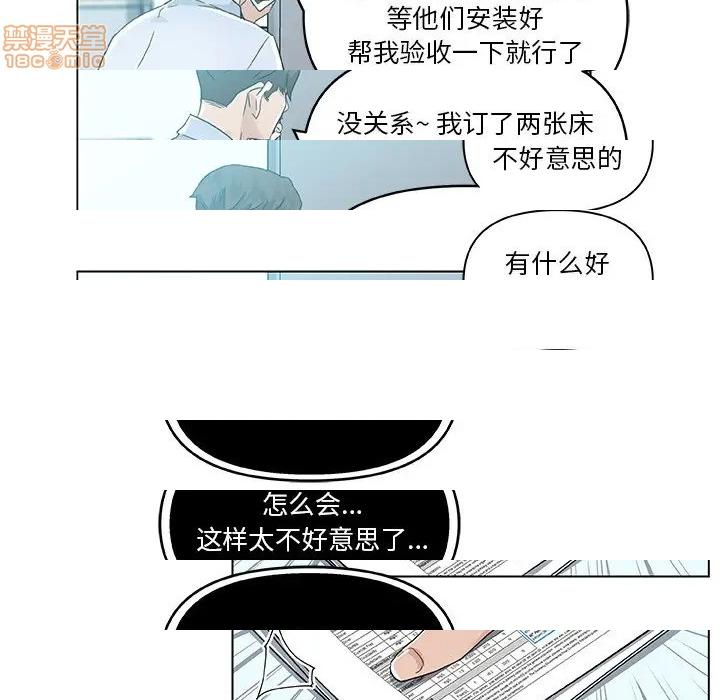 禁漫天堂
18comic
等他们安装好
帮我验收一下就行了
没关系~ 我订了两张床
不好意思的
有什么好
怎么会...
这样太不好意思了...